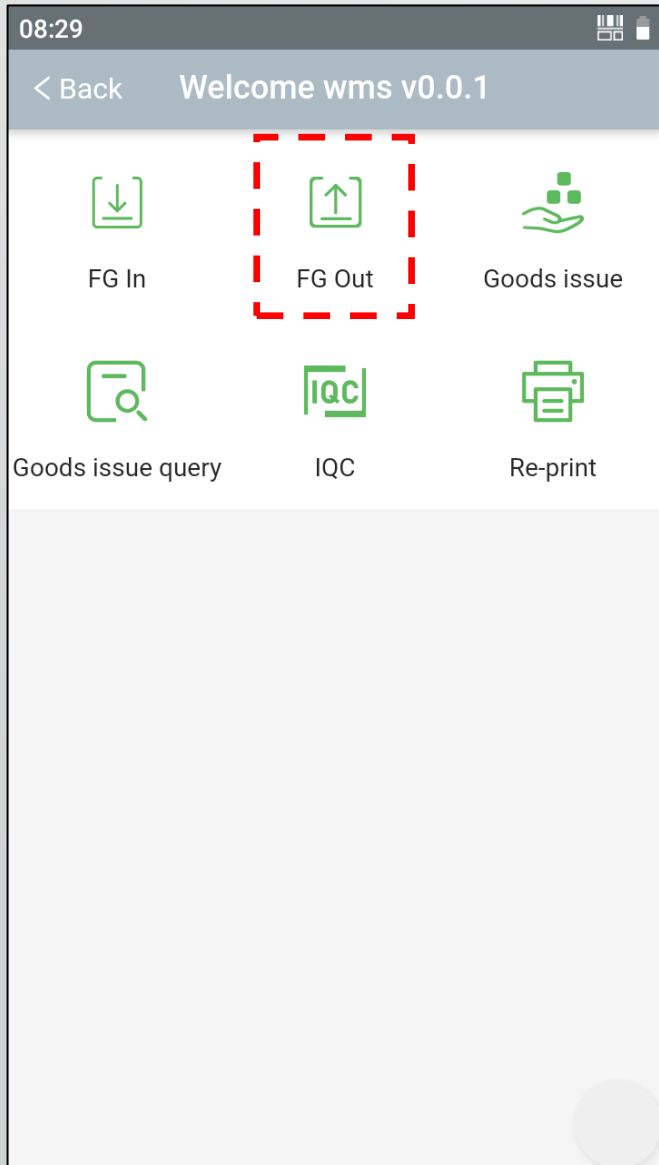 08:29
< Back Welcome wms v0.0.1
FG In FG Out Goods issue
IQC
Goods issue query IQC Re-print